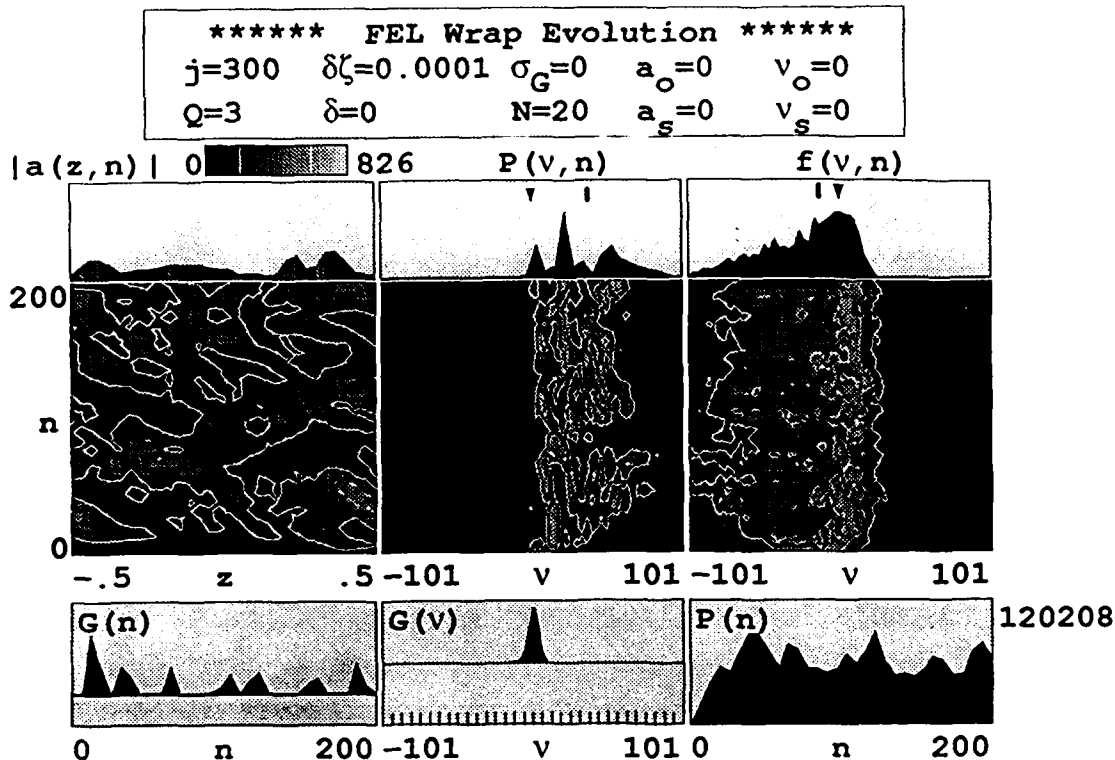 ****** FEL Wrap Evolution ******
j=300 δζ=0.0001 σG=0 ao=0 νo=0
Q=3 δ=0 N=20 as=0 νs=0
|a(z,n)| 0 826 P(ν,n) f(ν,n)
200
n
0
-.5 z .5 -101 ν 101 -101 ν 101
G(n) G(ν) P(n) 120208
0 n 200 -101 ν 101 0 n 200